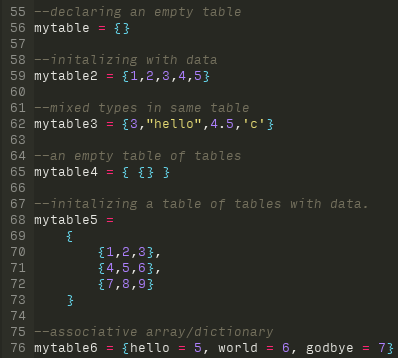 55 --declaring an empty table
56 mytable = {}
57
58 --initalizing with data
59 mytable2 = {1,2,3,4,5}
60
61 --mixed types in same table
62 mytable3 = {3,"hello",4.5,'c'}
63
64 --an empty table of tables
65 mytable4 = { {} }
66
67 --initalizing a table of tables with data.
68 mytable5 =
69     {
70         {1,2,3},
71         {4,5,6},
72         {7,8,9}
73     }
74
75 --associative array/dictionary
76 mytable6 = {hello = 5, world = 6, godbye = 7}